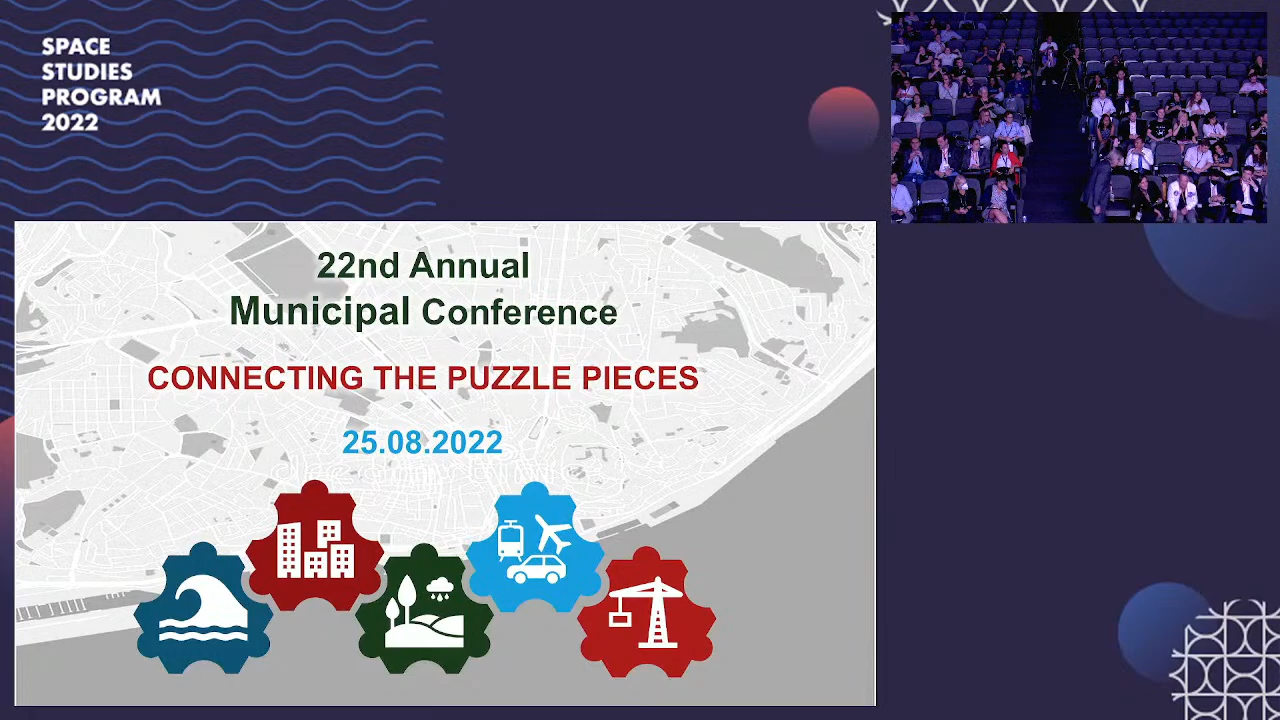 SPACE
STUDIES
PROGRAM
2022
22nd Annual
Municipal Conference
CONNECTING THE PUZZLE PIECES
25.08.2022